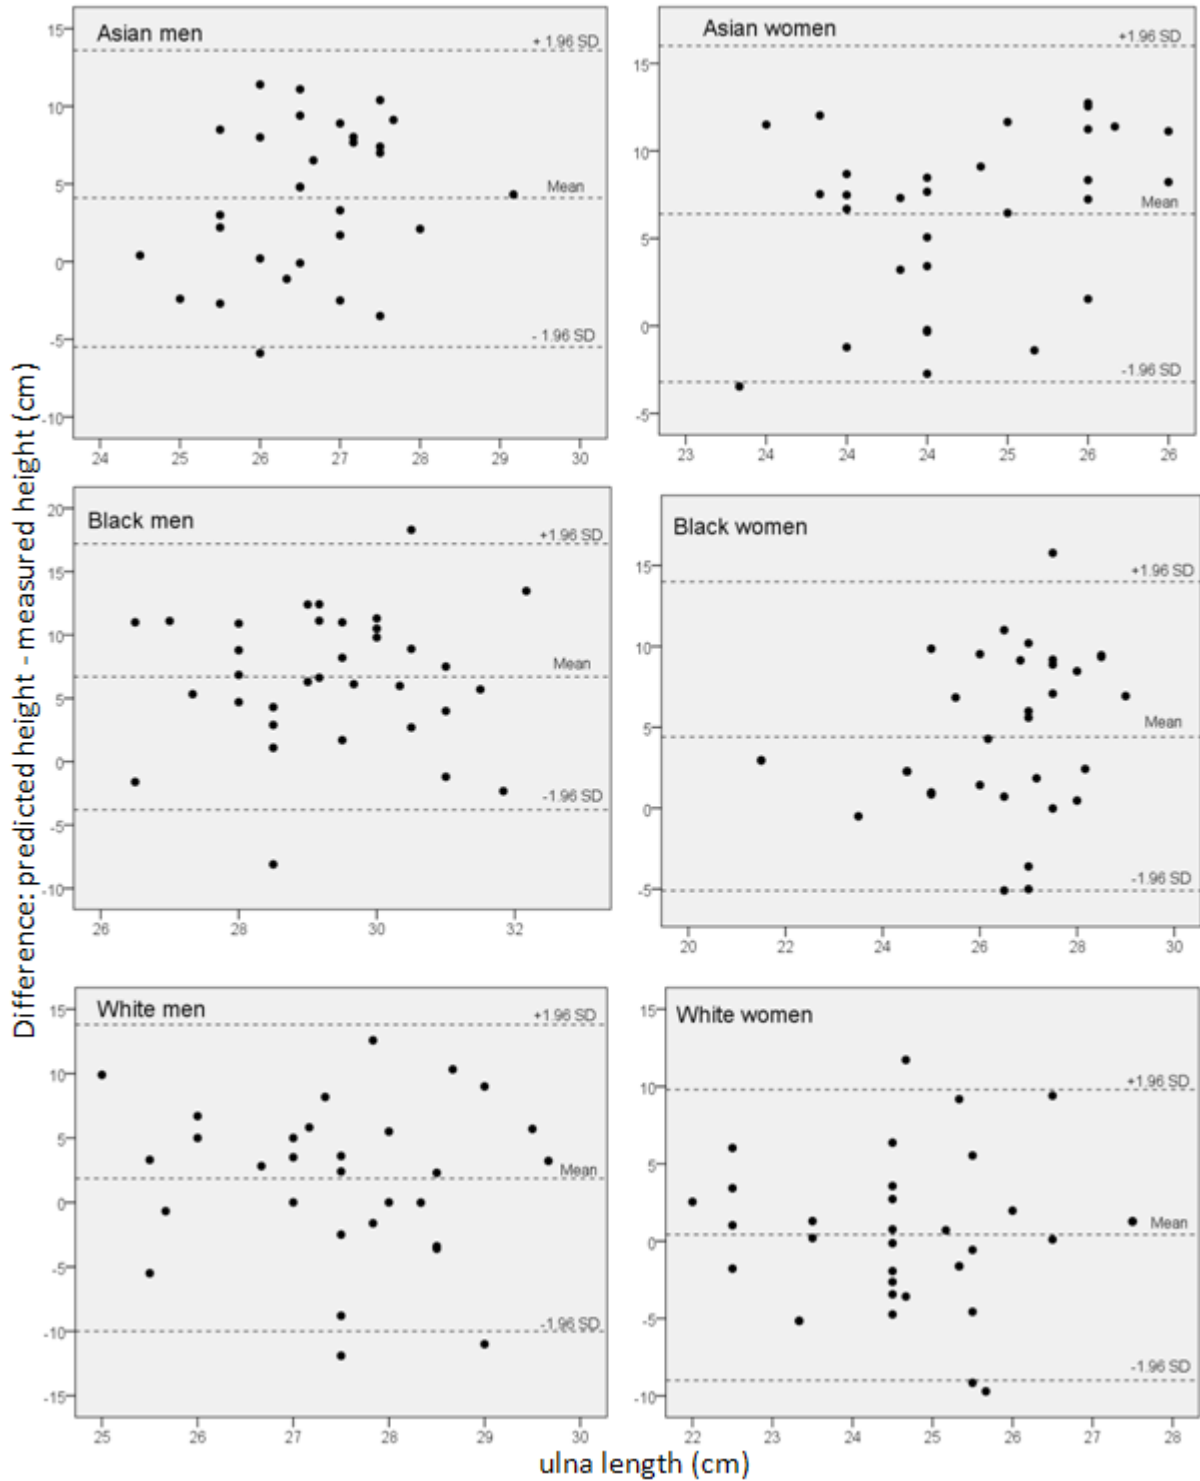 Difference: predicted height - measured height (cm)
Asian men
+ 1.96 SD
Mean
- 1.96 SD
15
10
5
0
-5
-10
24 25 26 27 28 29 30
Asian women
+1.96 SD
Mean
-1.96 SD
15
10
5
0
-5
23 24 24 24 25 26 26
Black men
+1.96 SD
Mean
-1.96 SD
20
15
10
5
0
-5
-10
26 28 30 32
Black women
+1.96 SD
Mean
-1.96 SD
15
10
5
0
-5
20 22 24 26 28 30
White men
+1.96 SD
Mean
-1.96 SD
15
10
5
0
-5
-10
-15
25 26 27 28 29 30
White women
+1.96 SD
Mean
-1.96 SD
15
10
5
0
-5
-10
22 23 24 25 26 27 28
ulna length (cm)